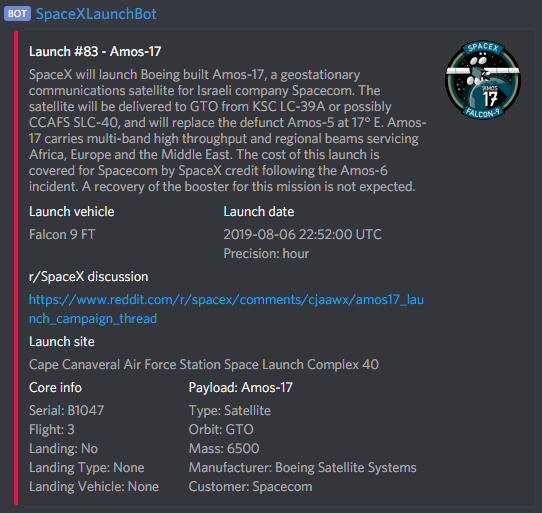 BOT SpaceXLaunchBot
Launch #83 - Amos-17
SPACEX
AMOS
17
FALCON-9
SpaceX will launch Boeing built Amos-17, a geostationary
communications satellite for Israeli company Spacecom. The
satellite will be delivered to GTO from KSC LC-39A or possibly
CCAFS SLC-40, and will replace the defunct Amos-5 at 17° E. Amos-
17 carries multi-band high throughput and regional beams servicing
Africa, Europe and the Middle East. The cost of this launch is
covered for Spacecom by SpaceX credit following the Amos-6
incident. A recovery of the booster for this mission is not expected.
Launch vehicle
Falcon 9 FT
Launch date
2019-08-06 22:52:00 UTC
Precision: hour
r/SpaceX discussion
https://www.reddit.com/r/spacex/comments/cjaawx/amos17_lau
nch_campaign_thread
Launch site
Cape Canaveral Air Force Station Space Launch Complex 40
Core info
Serial: B1047
Flight: 3
Landing: No
Landing Type: None
Landing Vehicle: None
Payload: Amos-17
Type: Satellite
Orbit: GTO
Mass: 6500
Manufacturer: Boeing Satellite Systems
Customer: Spacecom